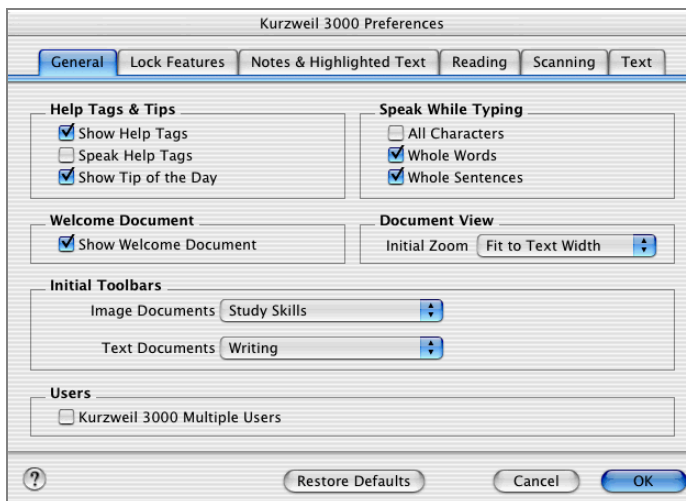 Kurzweil 3000 Preferences
General Lock Features Notes & Highlighted Text Reading Scanning Text
Help Tags & Tips
Show Help Tags
Speak Help Tags
Show Tip of the Day
Speak While Typing
All Characters
Whole Words
Whole Sentences
Welcome Document
Show Welcome Document
Document View
Initial Zoom Fit to Text Width
Initial Toolbars
Image Documents Study Skills
Text Documents Writing
Users
Kurzweil 3000 Multiple Users
? Restore Defaults Cancel OK